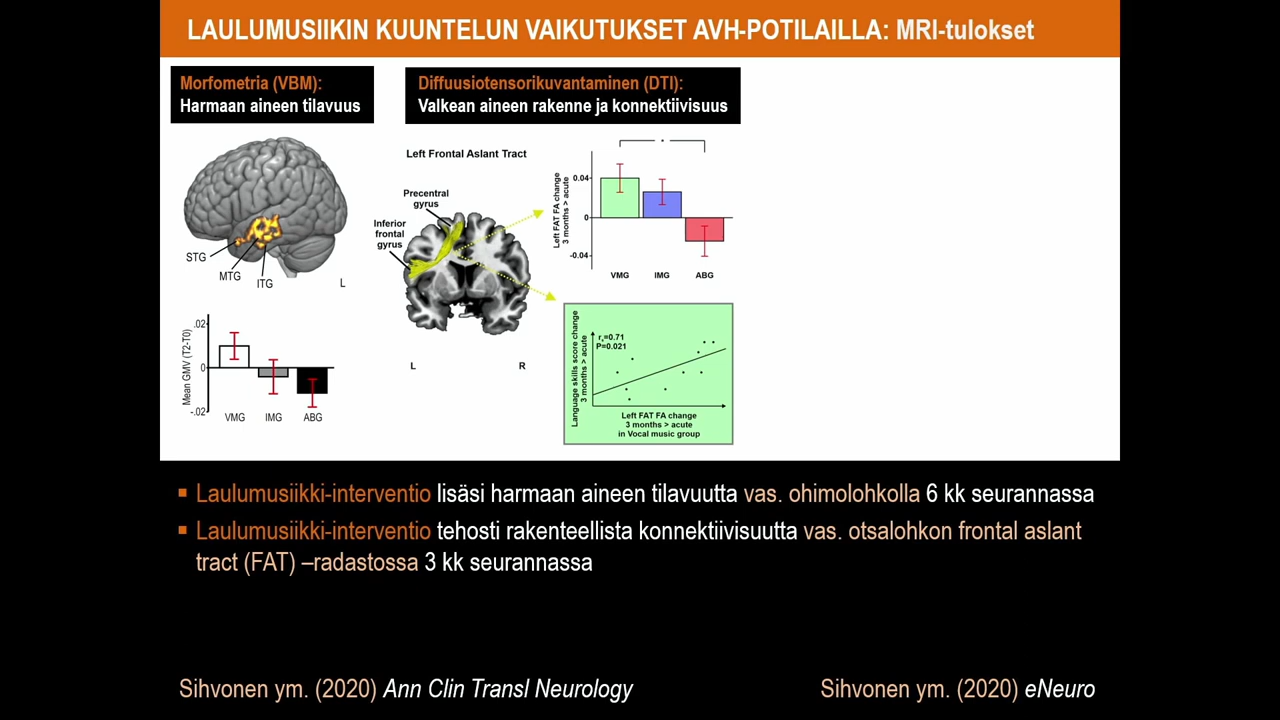 LAULUMUSIIKIN KUUNTELUN VAIKUTUKSET AVH-POTILAILLA: MRI-tulokset
Morfometria (VBM):
Harmaan aineen tilavuus
Diffuusiotensorikuvantaminen (DTI):
Valkean aineen rakenne ja konnektiivisuus
STG
MTG
ITG
L
Mean GMV (T2-T0)
.02
0
-.02
VMG
IMG
ABG
Left Frontal Aslant Tract
Precentral
gyrus
Inferior
frontal
gyrus
L
R
Left FAT FA change
3 months > acute
0.04
0
-0.04
VMG
IMG
ABG
Language skills score change
3 months > acute
rs=0.71
P=0.021
Left FAT FA change
3 months > acute
in Vocal music group
▪ Laulumusiikki-interventio lisäsi harmaan aineen tilavuutta vas. ohimolohkolla 6 kk seurannassa
▪ Laulumusiikki-interventio tehosti rakenteellista konnektiivisuutta vas. otsalohkon frontal aslant
tract (FAT) –radastossa 3 kk seurannassa
Sihvonen ym. (2020) Ann Clin Transl Neurology
Sihvonen ym. (2020) eNeuro